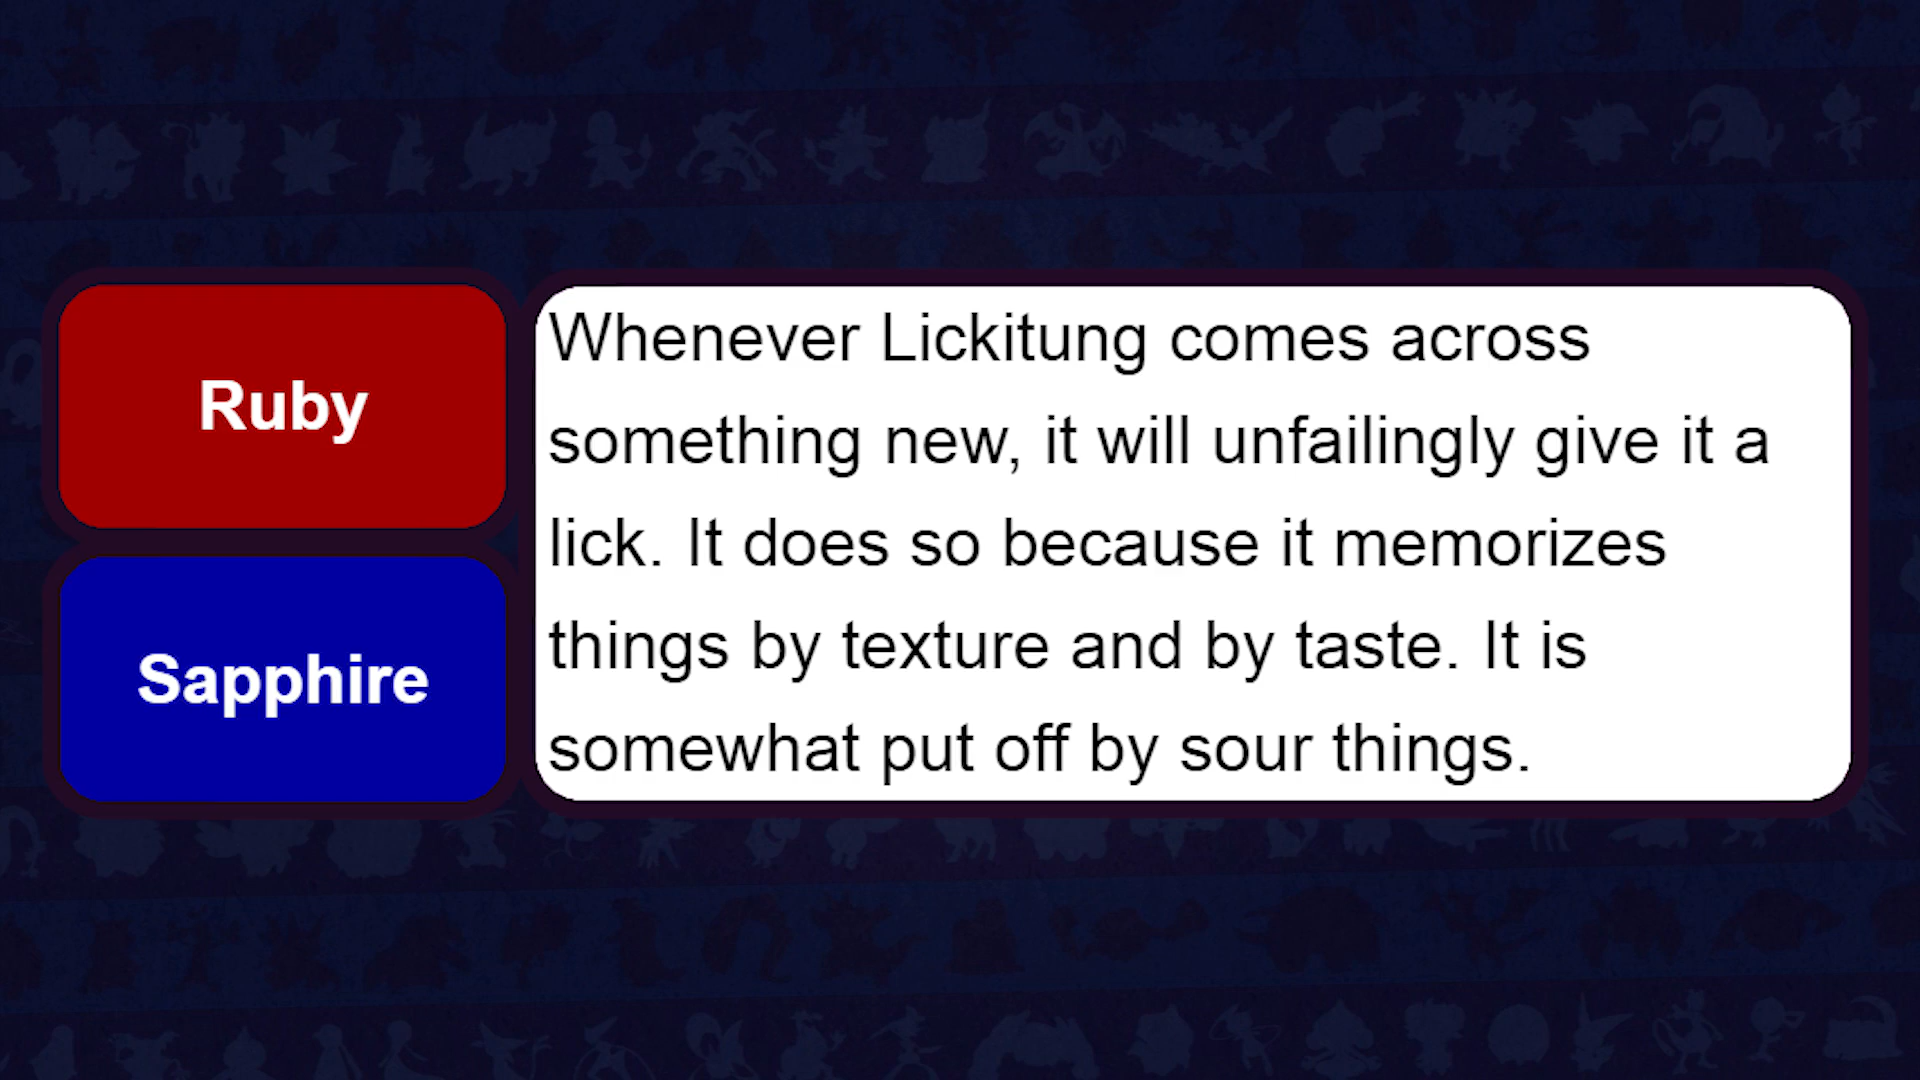 Ruby
Sapphire
Whenever Lickitung comes across
something new, it will unfailingly give it a
lick. It does so because it memorizes
things by texture and by taste. It is
somewhat put off by sour things.